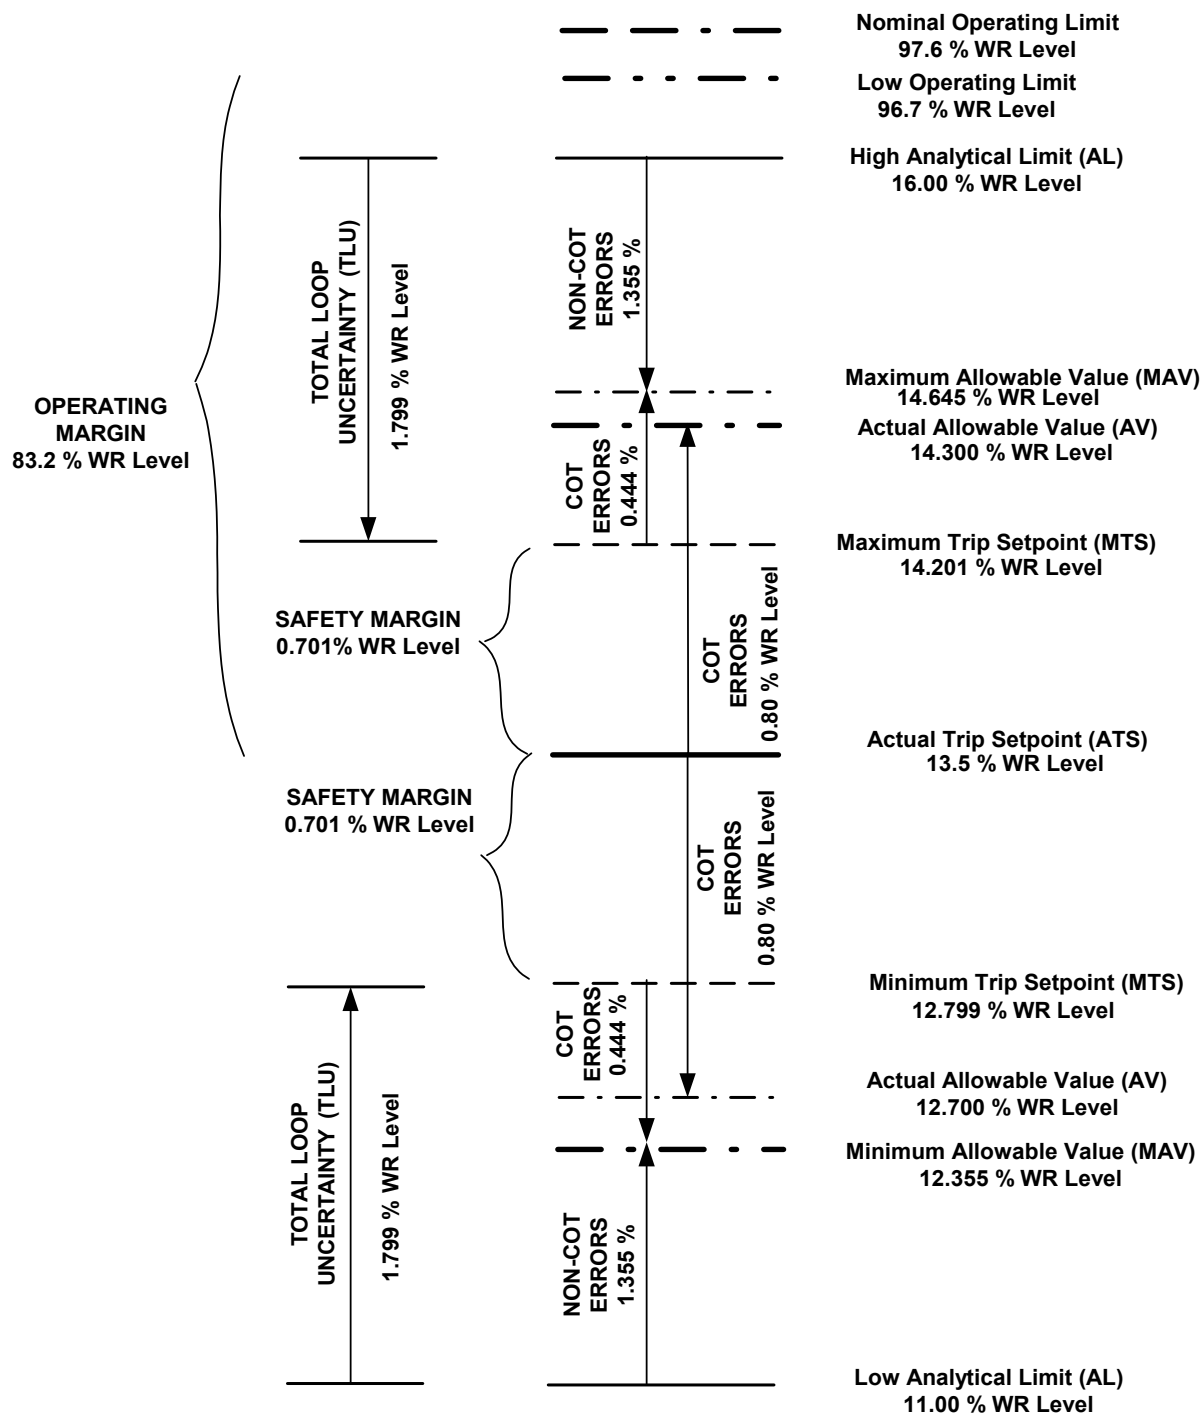 Nominal Operating Limit
97.6 % WR Level
Low Operating Limit
96.7 % WR Level
High Analytical Limit (AL)
16.00 % WR Level
TOTAL LOOP
UNCERTAINTY (TLU)
1.799 % WR Level
NON-COT
ERRORS
1.355 %
Maximum Allowable Value (MAV)
14.645 % WR Level
OPERATING
MARGIN
83.2 % WR Level
Actual Allowable Value (AV)
14.300 % WR Level
COT
ERRORS
0.444 %
Maximum Trip Setpoint (MTS)
14.201 % WR Level
SAFETY MARGIN
0.701% WR Level
COT
ERRORS
0.80 % WR Level
Actual Trip Setpoint (ATS)
13.5 % WR Level
SAFETY MARGIN
0.701 % WR Level
COT
ERRORS
0.80 % WR Level
Minimum Trip Setpoint (MTS)
12.799 % WR Level
COT
ERRORS
0.444 %
Actual Allowable Value (AV)
12.700 % WR Level
Minimum Allowable Value (MAV)
12.355 % WR Level
TOTAL LOOP
UNCERTAINTY (TLU)
1.799 % WR Level
NON-COT
ERRORS
1.355 %
Low Analytical Limit (AL)
11.00 % WR Level